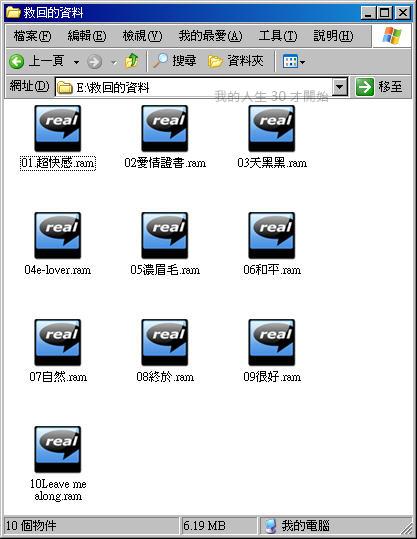 救回的資料
檔案(F) 編輯(E) 檢視(V) 我的最愛(A) 工具(T) 說明(H)
上一頁 搜尋 資料夾
網址(D) E:\救回的資料 移至
我的人生 30 才開始
real real real
01.超快感.ram 02愛情證書.ram 03天黑黑.ram
real real real
04e-lover.ram 05濃眉毛.ram 06和平.ram
real real real
07自然.ram 08終於.ram 09很好.ram
real
10Leave me
along.ram
10 個物件 6.19 MB 我的電腦